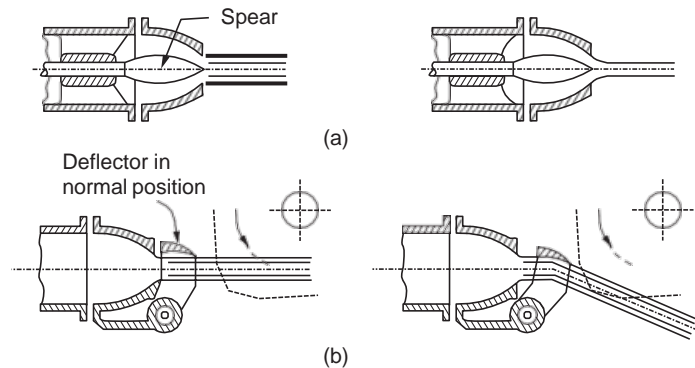 Spear
(a)
Deflector in
normal position
(b)